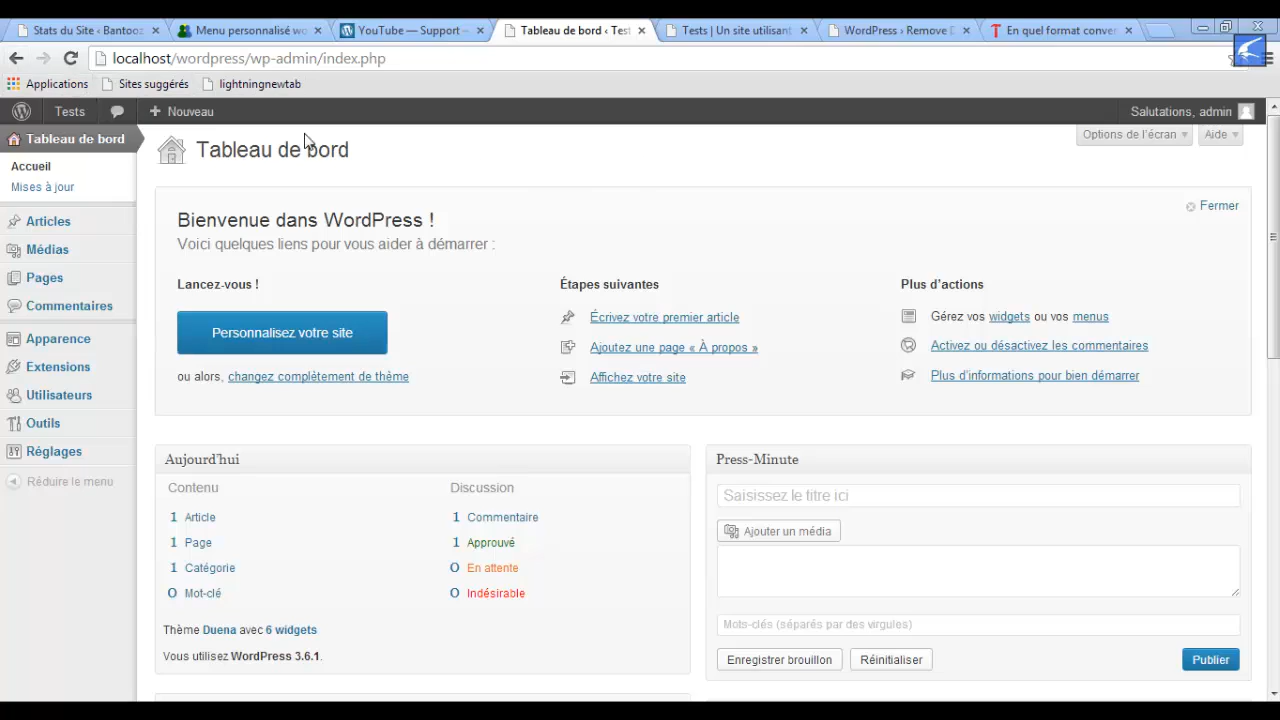 Stats du Site ‹ Bantooz
Menu personnalisé wo
YouTube — Support –
Tableau de bord ‹ Test
Tests | Un site utilisant
WordPress › Remove D
En quel format conver
localhost/wordpress/wp-admin/index.php
Applications
Sites suggérés
lightningnewtab
Tests
Nouveau
Salutations, admin
Tableau de bord
Accueil
Mises à jour
Articles
Médias
Pages
Commentaires
Apparence
Extensions
Utilisateurs
Outils
Réglages
Réduire le menu
Tableau de bord
Options de l'écran
Aide
Bienvenue dans WordPress !
Fermer
Voici quelques liens pour vous aider à démarrer :
Lancez-vous !
Personnalisez votre site
ou alors, changez complètement de thème
Étapes suivantes
Écrivez votre premier article
Ajoutez une page « À propos »
Affichez votre site
Plus d’actions
Gérez vos widgets ou vos menus
Activez ou désactivez les commentaires
Plus d’informations pour bien démarrer
Aujourd’hui
Contenu
1 Article
1 Page
1 Catégorie
0 Mot-clé
Discussion
1 Commentaire
1 Approuvé
0 En attente
0 Indésirable
Thème Duena avec 6 widgets
Vous utilisez WordPress 3.6.1.
Press-Minute
Saisissez le titre ici
Ajouter un média
Mots-clés (séparés par des virgules)
Enregistrer brouillon
Réinitialiser
Publier